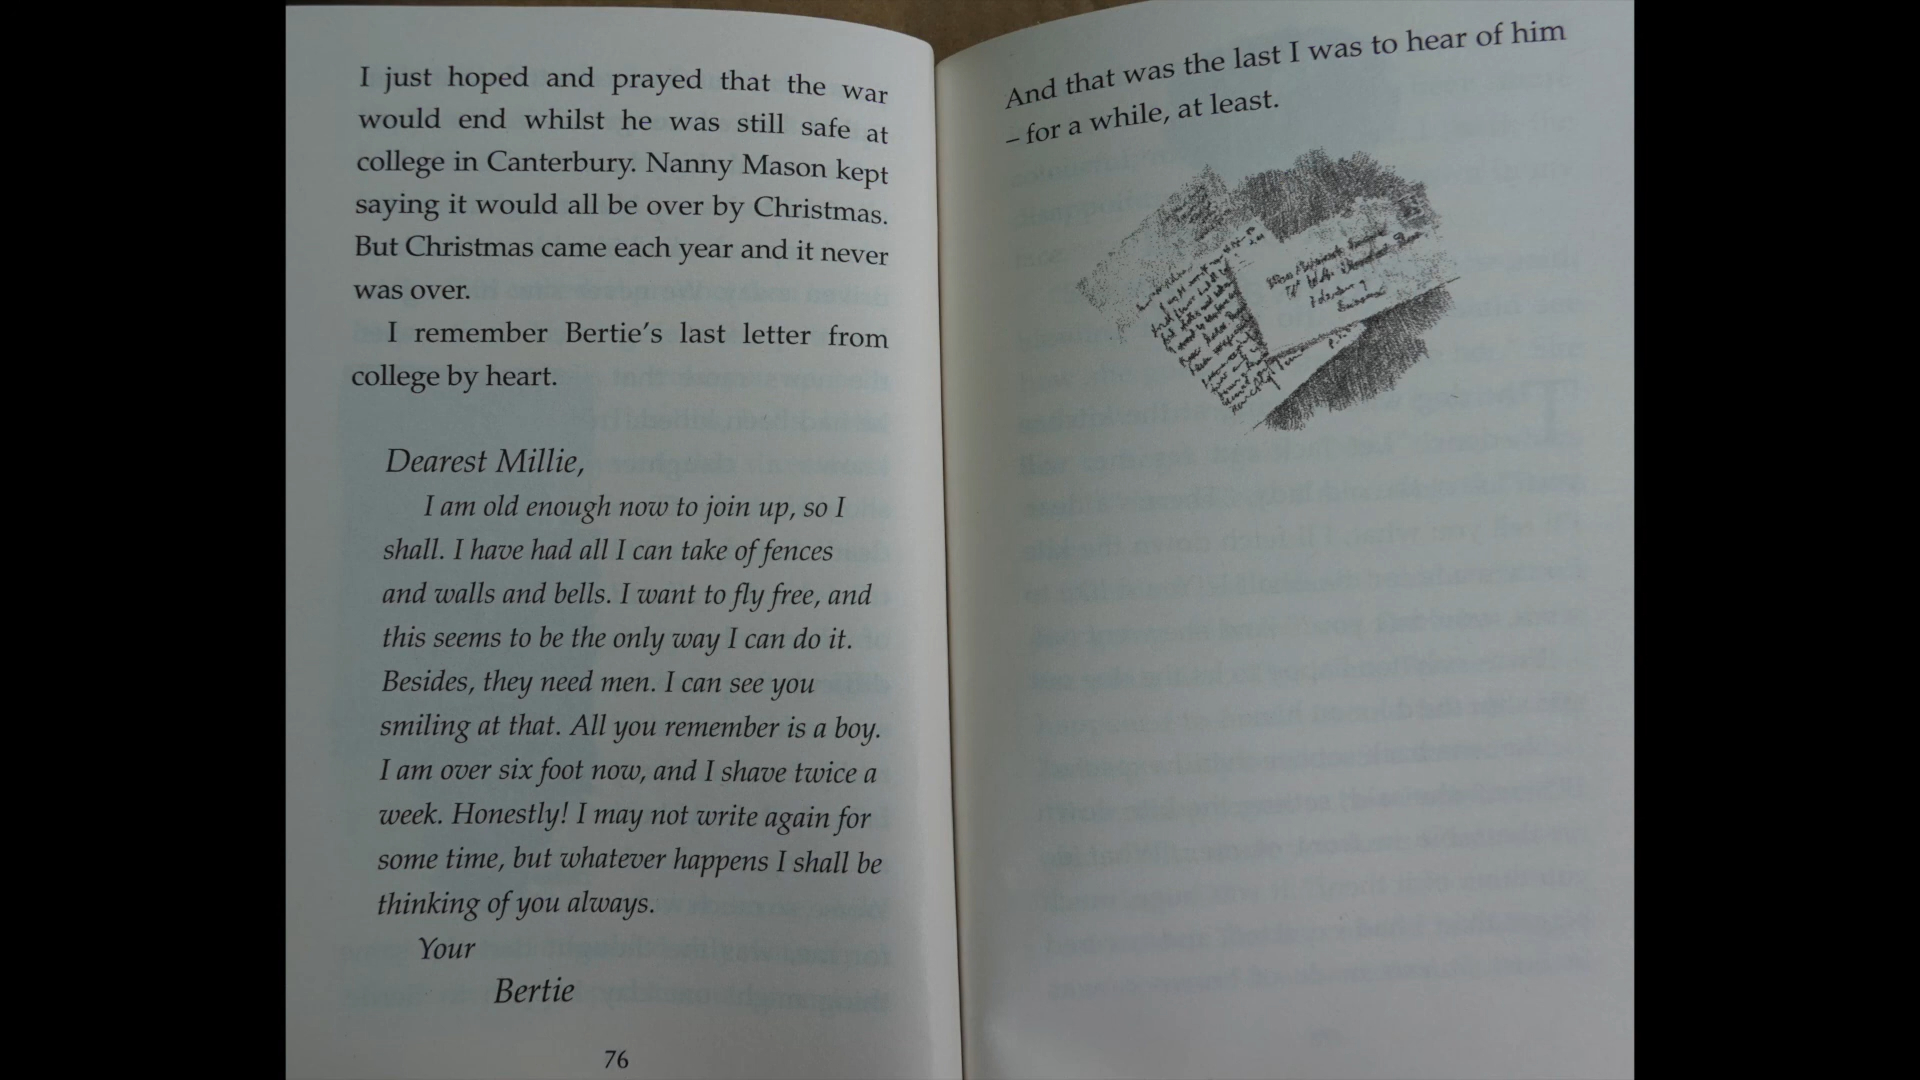 I just hoped and prayed that the war
would end whilst he was still safe at
college in Canterbury. Nanny Mason kept
saying it would all be over by Christmas.
But Christmas came each year and it never
was over.
I remember Bertie's last letter from
college by heart.
Dearest Millie,
I am old enough now to join up, so I
shall. I have had all I can take of fences
and walls and bells. I want to fly free, and
this seems to be the only way I can do it.
Besides, they need men. I can see you
smiling at that. All you remember is a boy.
I am over six foot now, and I shave twice a
week. Honestly! I may not write again for
some time, but whatever happens I shall be
thinking of you always.
Your
Bertie
76
And that was the last I was to hear of him
– for a while, at least.